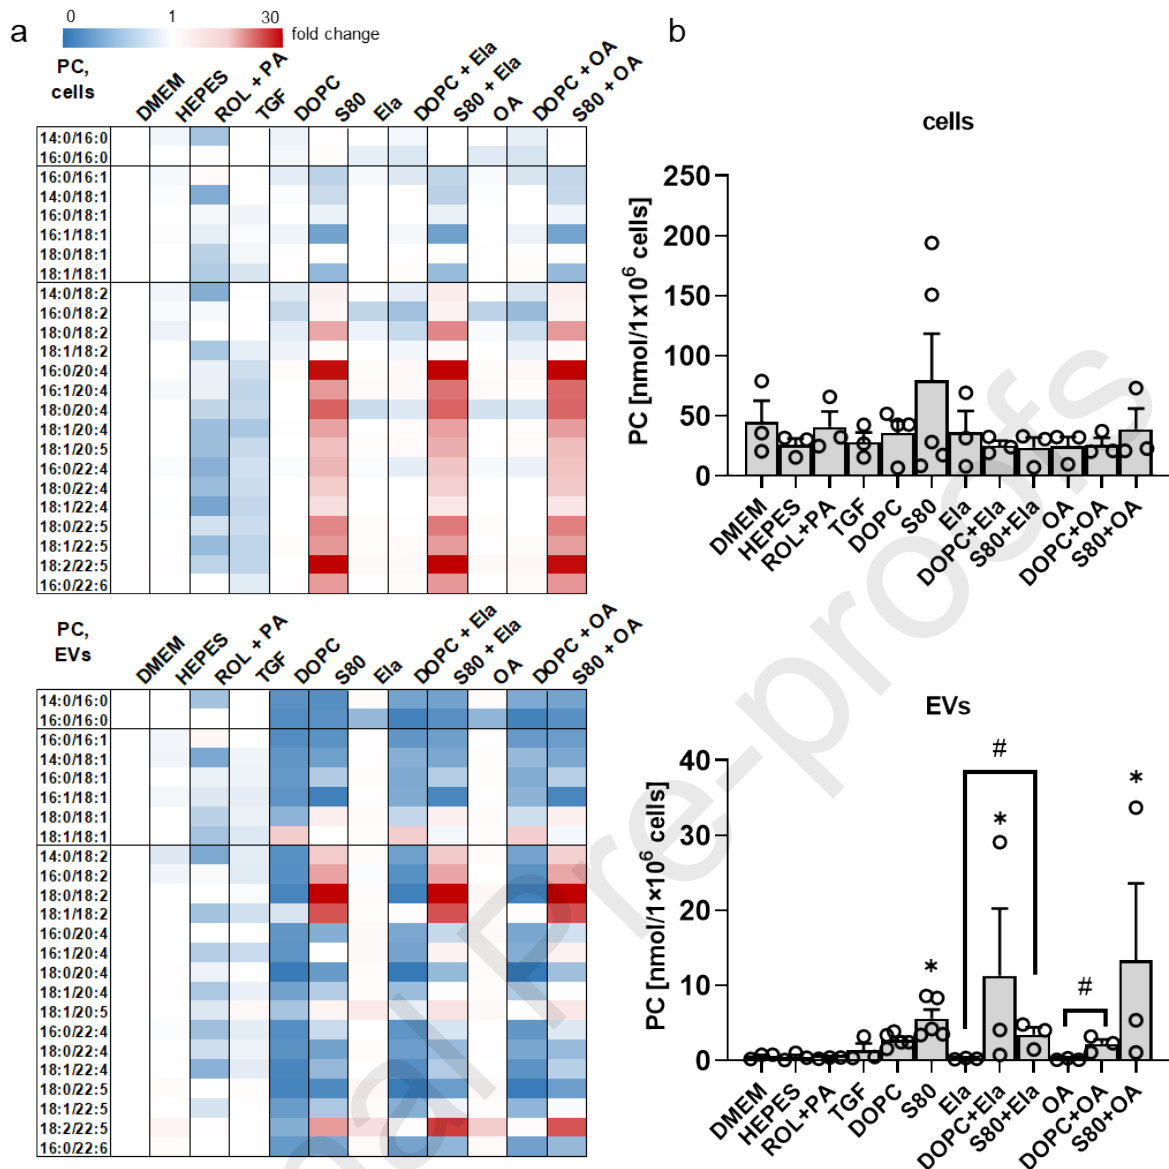 a
0 1 30
fold change
PC,
cells
DMEM
HEPES
ROL + PA
TGF
DOPC
S80
Ela
DOPC + Ela
S80 + Ela
OA
DOPC + OA
S80 + OA
14:0/16:0
16:0/16:0
16:0/16:1
14:0/18:1
16:0/18:1
16:1/18:1
18:0/18:1
18:1/18:1
14:0/18:2
16:0/18:2
18:0/18:2
18:1/18:2
16:0/20:4
16:1/20:4
18:0/20:4
18:1/20:4
18:1/20:5
16:0/22:4
18:0/22:4
18:1/22:4
18:0/22:5
18:1/22:5
18:2/22:5
16:0/22:6
PC,
EVs
DMEM
HEPES
ROL + PA
TGF
DOPC
S80
Ela
DOPC + Ela
S80 + Ela
OA
DOPC + OA
S80 + OA
14:0/16:0
16:0/16:0
16:0/16:1
14:0/18:1
16:0/18:1
16:1/18:1
18:0/18:1
18:1/18:1
14:0/18:2
16:0/18:2
18:0/18:2
18:1/18:2
16:0/20:4
16:1/20:4
18:0/20:4
18:1/20:4
18:1/20:5
16:0/22:4
18:0/22:4
18:1/22:4
18:0/22:5
18:1/22:5
18:2/22:5
16:0/22:6
b
cells
PC [nmol/1x10⁶ cells]
250
200
150
100
50
0
DMEM
HEPES
ROL+PA
TGF
DOPC
S80
Ela
DOPC+Ela
S80+Ela
OA
DOPC+OA
S80+OA
EVs
PC [nmol/1×10⁶ cells]
40
30
20
10
0
#
*
*
*
#
DMEM
HEPES
ROL+PA
TGF
DOPC
S80
Ela
DOPC+Ela
S80+Ela
OA
DOPC+OA
S80+OA
nal Pre-proofs